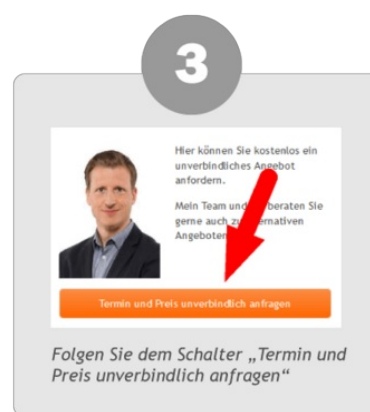 3
Hier können Sie kostenlos ein
unverbindliches Angebot
anfordern.
Mein Team und beraten Sie
gerne auch zu
Angeboten
Termin und Preis unverbindlich anfragen
Folgen Sie dem Schalter „Termin und
Preis unverbindlich anfragen“